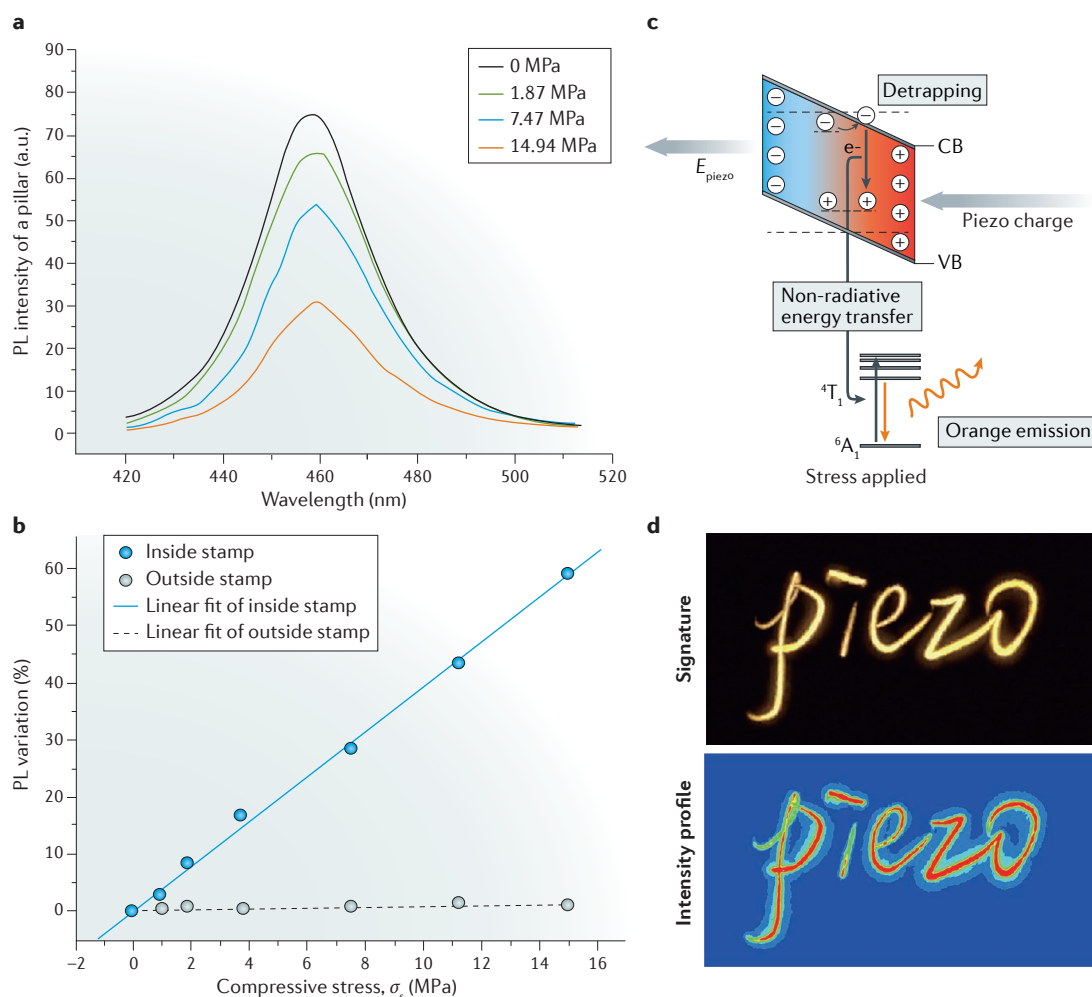 a
PL intensity of a pillar (a.u.)
90
80
70
60
50
40
30
20
10
0
0 MPa
1.87 MPa
7.47 MPa
14.94 MPa
420
440
460
480
500
520
Wavelength (nm)
b
PL variation (%)
60
50
40
30
20
10
0
Inside stamp
Outside stamp
Linear fit of inside stamp
Linear fit of outside stamp
−2
0
2
4
6
8
10
12
14
16
Compressive stress, σs (MPa)
c
Detrapping
CB
e-
Epiezo
Piezo charge
VB
Non-radiative
energy transfer
⁴T₁
⁶A₁
Orange emission
Stress applied
d
Signature
piezo
Intensity profile
piezo